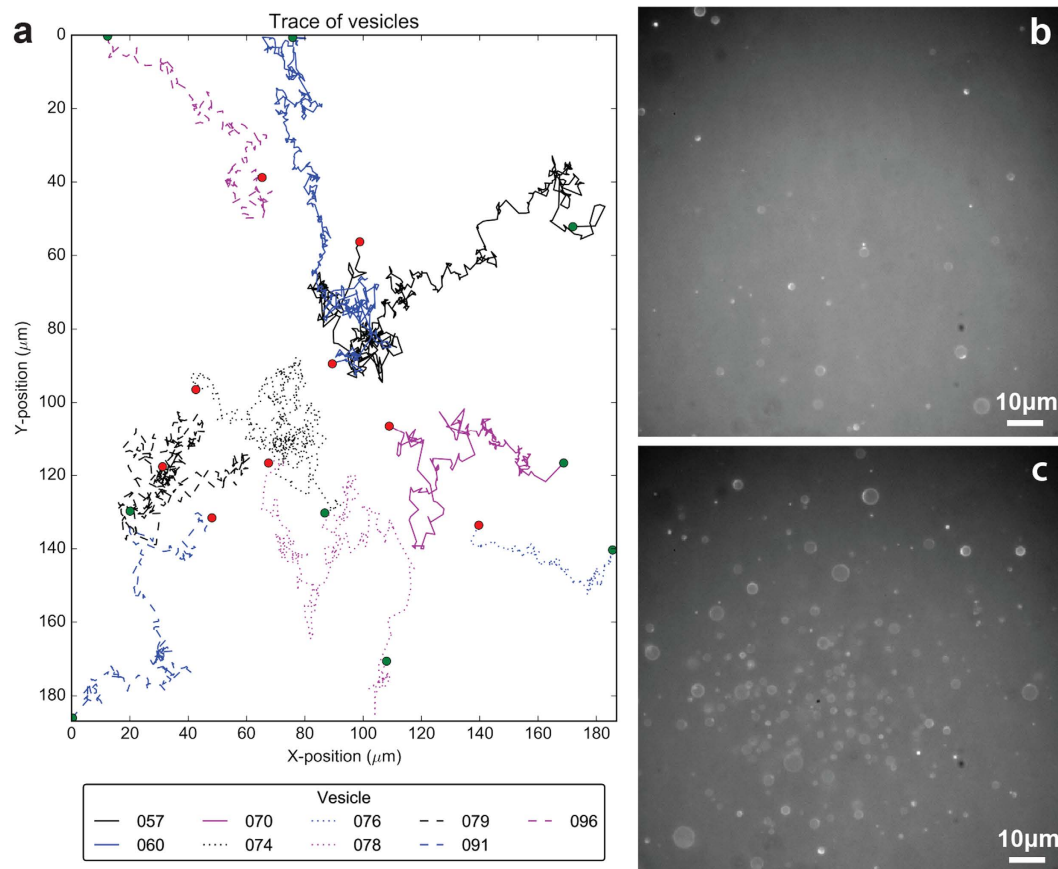 a
Trace of vesicles
0
20
40
60
80
100
120
140
160
180
Y-position (μm)
0 20 40 60 80 100 120 140 160 180
X-position (μm)
Vesicle
057 070 076 079 096
060 074 078 091
b
10μm
c
10μm